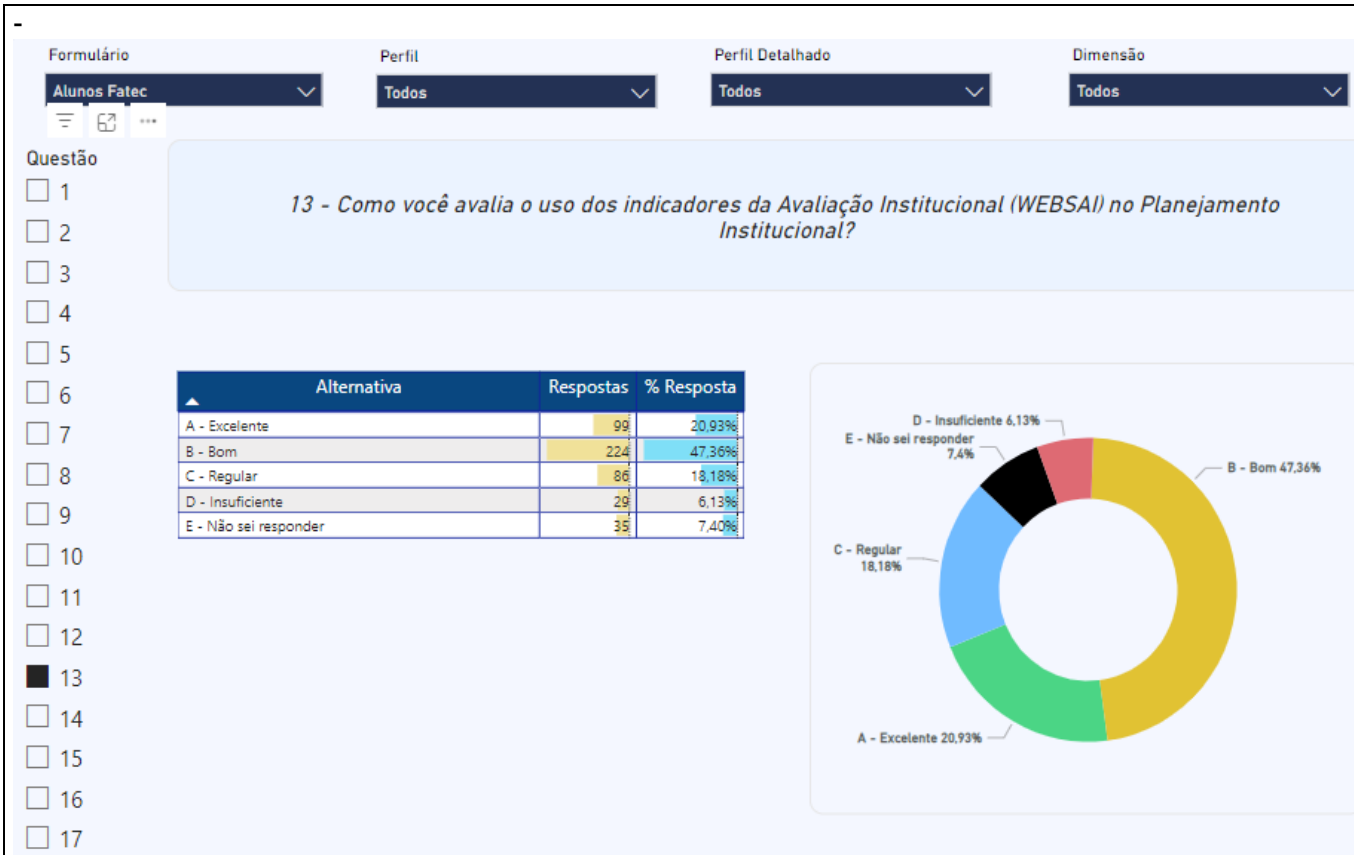 -
Formulário
Perfil
Perfil Detalhado
Dimensão
Alunos Fatec
Todos
Todos
Todos
Questão
1
2
3
4
5
6
7
8
9
10
11
12
13
14
15
16
17
13 - Como você avalia o uso dos indicadores da Avaliação Institucional (WEBSAI) no Planejamento
Institucional?
Alternativa Respostas % Resposta
A - Excelente 99 20,93%
B - Bom 224 47,36%
C - Regular 86 18,18%
D - Insuficiente 29 6,13%
E - Não sei responder 35 7,40%
D - Insuficiente 6,13%
E - Não sei responder
7,4%
B - Bom 47,36%
C - Regular
18,18%
A - Excelente 20,93%